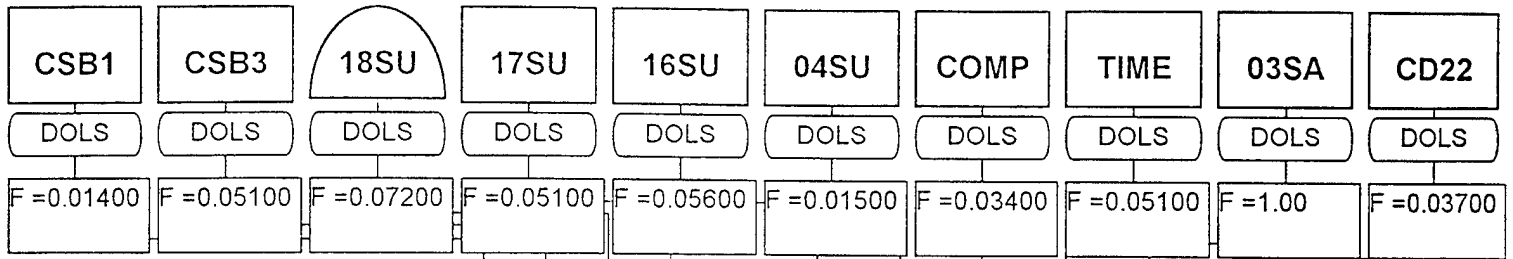 CSB1 CSB3 18SU 17SU 16SU 04SU COMP TIME 03SA CD22
DOLS DOLS DOLS DOLS DOLS DOLS DOLS DOLS DOLS DOLS
F =0.01400 F =0.05100 F =0.07200 F =0.05100 F =0.05600 F =0.01500 F =0.03400 F =0.05100 F =1.00 F =0.03700